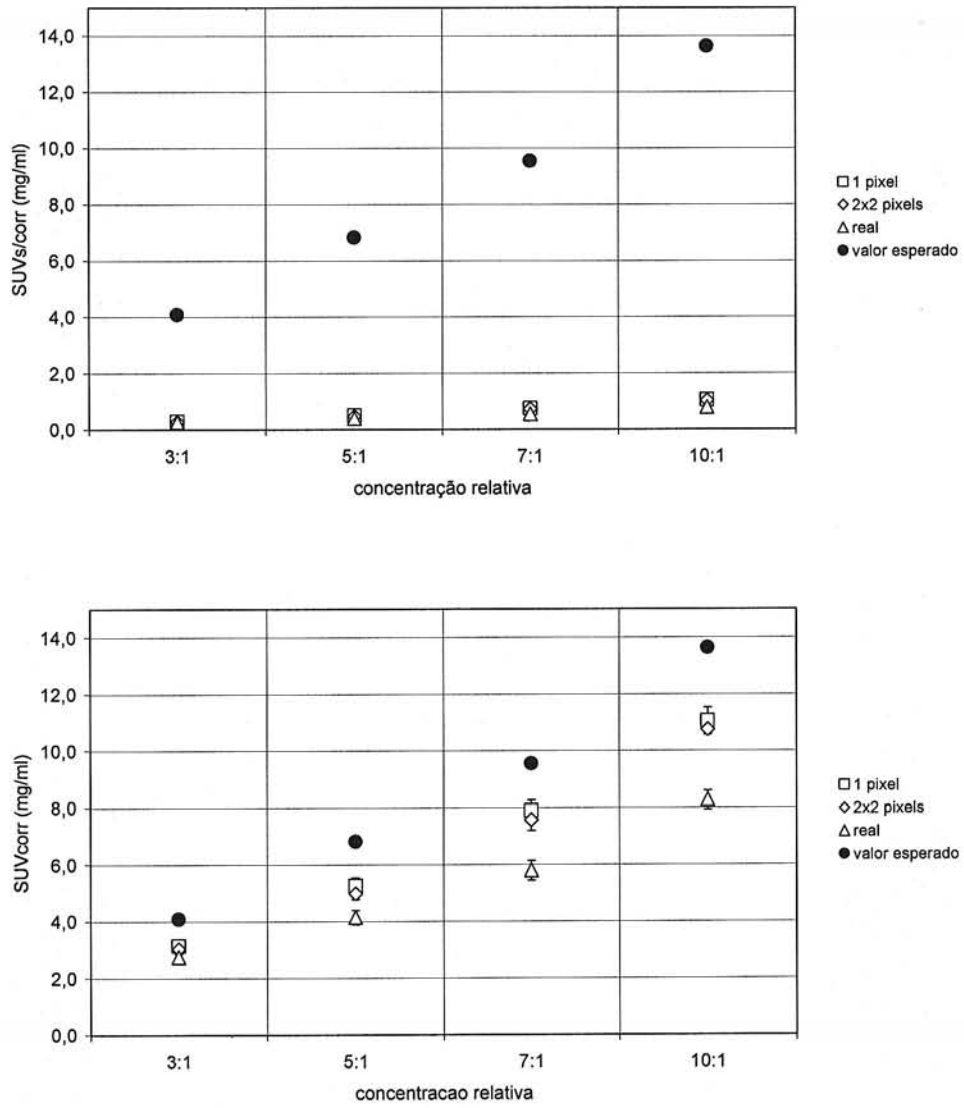 14,0
12,0
10,0
8,0
6,0
4,0
2,0
0,0
SUVs/corr (mg/ml)
3:1 5:1 7:1 10:1
concentração relativa
1 pixel
2x2 pixels
real
valor esperado
14,0
12,0
10,0
8,0
6,0
4,0
2,0
0,0
SUVcorr (mg/ml)
3:1 5:1 7:1 10:1
concentracao relativa
1 pixel
2x2 pixels
real
valor esperado